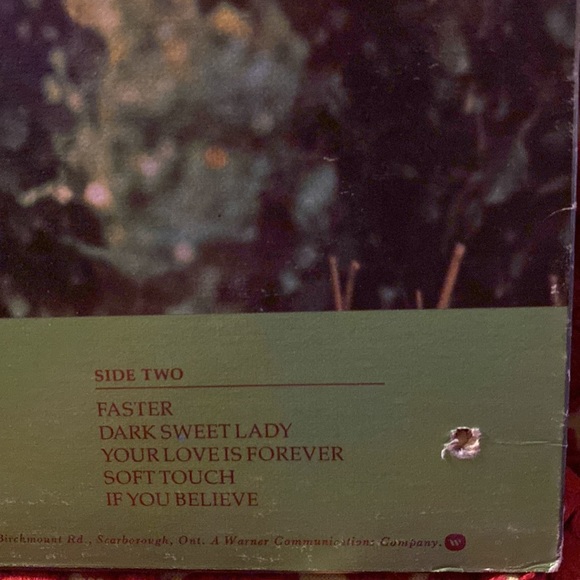 SIDE TWO
FASTER
DARK SWEET LADY
YOUR LOVE IS FOREVER
SOFT TOUCH
IF YOU BELIEVE
Birchmount Rd., Scarborough, Ont. A Warner Communications Company. W